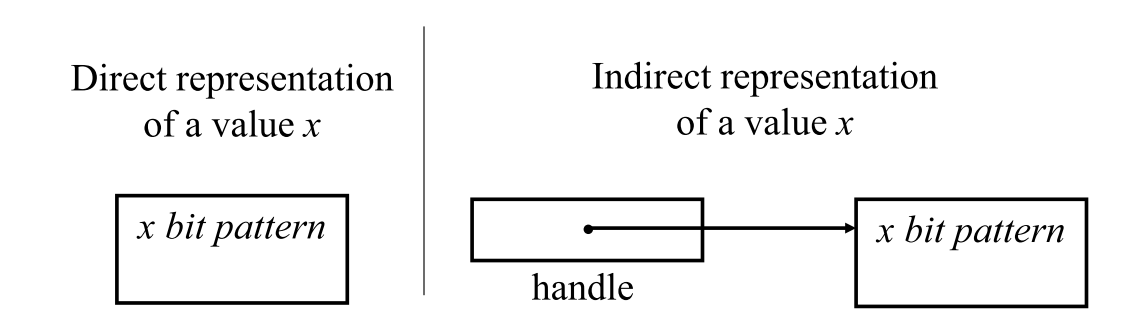 Direct representation
of a value x
x bit pattern
Indirect representation
of a value x
handle
x bit pattern